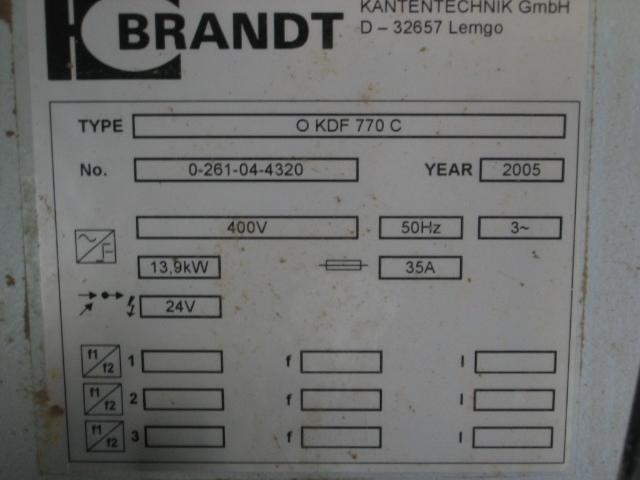 BRANDT
KANTENTECHNIK GmbH
D – 32657 Lemgo
TYPE O KDF 770 C
No. 0-261-04-4320 YEAR 2005
400V 50Hz 3~
13,9kW 35A
24V
f1 f2 1 f I
f1 f2 2 f I
f1 f2 3 f I